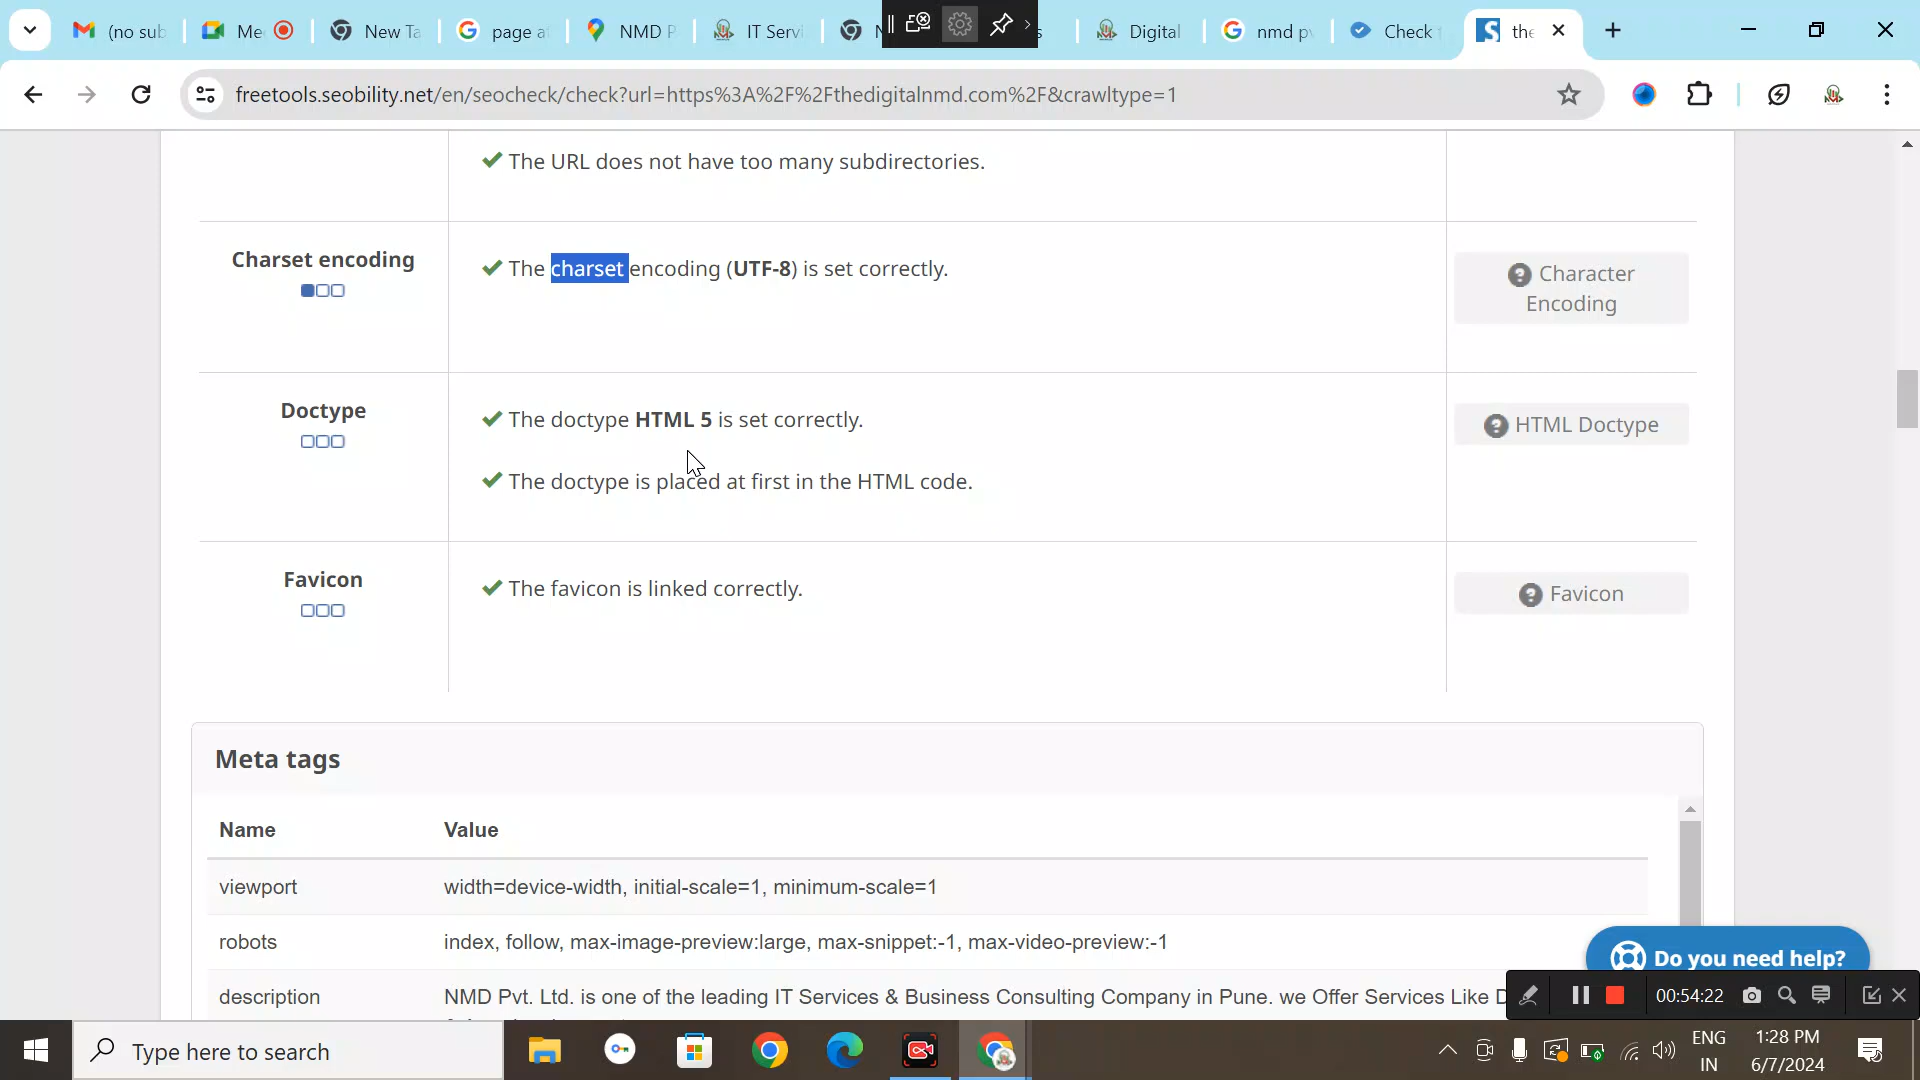 (no sub
Me
New Ta
page a
NMD P
IT Servi
Digital
nmd pv
Check
the
freetools.seobility.net/en/seocheck/check?url=https%3A%2F%2Fthedigitalnmd.com%2F&crawltype=1
The URL does not have too many subdirectories.
Charset encoding
The charset encoding (UTF-8) is set correctly.
Character
Encoding
Doctype
The doctype HTML 5 is set correctly.
HTML Doctype
The doctype is placed at first in the HTML code.
Favicon
The favicon is linked correctly.
Favicon
Meta tags
Name Value
viewport width=device-width, initial-scale=1, minimum-scale=1
robots index, follow, max-image-preview:large, max-snippet:-1, max-video-preview:-1
description NMD Pvt. Ltd. is one of the leading IT Services & Business Consulting Company in Pune. we Offer Services Like D
Do you need help?
00:54:22
Type here to search
ENG
IN
1:28 PM
6/7/2024